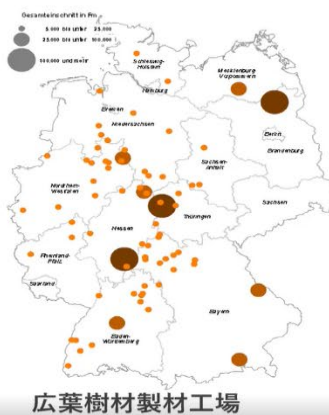 Gesamteinschnitt in Fm
5.000 bis unter 25.000
25.000 bis unter 100.000
100.000 und mehr
Schleswig-
Holstein
Mecklenburg
Vorpommern
Hamburg
Bremen
Niedersachsen
Berlin
Brandenburg
Sachsen-
Anhalt
Nordrhein-
Westfalen
Sachsen
Thüringen
Hessen
Rheinland-
Pfalz
Saarland
Bayern
Baden-
Württemberg
広葉樹材製材工場